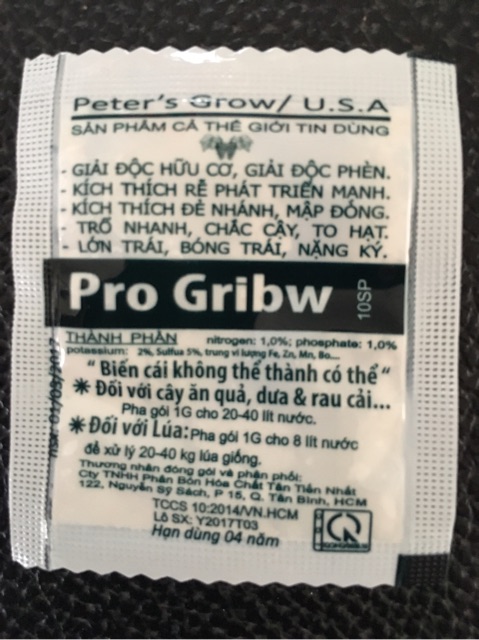 Peter's Grow/ U.S.A
SẢN PHẨM CẢ THẾ GIỚI TIN DÙNG
- GIẢI ĐỘC HỮU CƠ, GIẢI ĐỘC PHÈN.
- KÍCH THÍCH RỄ PHÁT TRIỂN MẠNH.
- KÍCH THÍCH ĐẺ NHÁNH, MẬP ĐÒNG.
- TRỔ NHANH, CHẮC CÂY, TO HẠT.
- LỚN TRÁI, BÓNG TRÁI, NẶNG KÝ.
Pro Gribw
10SP
THÀNH PHẦN nitrogen: 1,0%; phosphate: 1,0%
potassium: 2%, Sulfua 5%, trung vi lượng Fe, Zn, Mn, Bo...
" Biến cái không thể thành có thể "
* Đối với cây ăn quả, dưa & rau cải...
Pha gói 1G cho 20-40 lít nước.
* Đối với Lúa: Pha gói 1G cho 8 lít nước
để xử lý 20-40 kg lúa giống.
Thương nhân đóng gói và phân phối:
Cty TNHH Phân Bón Hóa Chất Tân Tiến Nhất
122, Nguyễn Sỹ Sách, P 15, Q. Tân Bình, HCM
TCCS 10:2014/VN.HCM
Lô SX: Y2017T03
Hạn dùng 04 năm
nsx: 01/03/2017